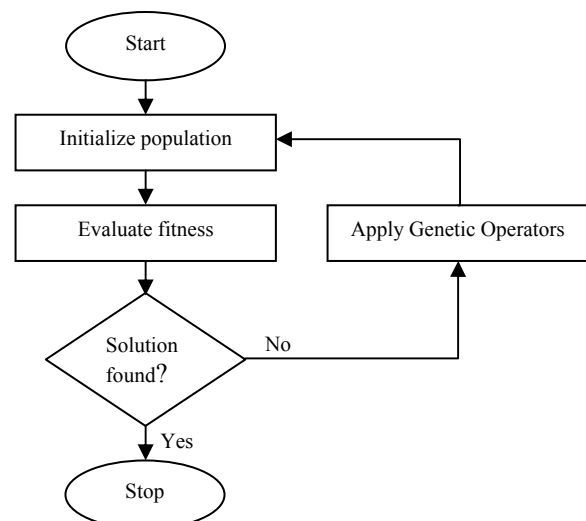 Start
Initialize population
Evaluate fitness
Apply Genetic Operators
Solution
found?
No
Yes
Stop